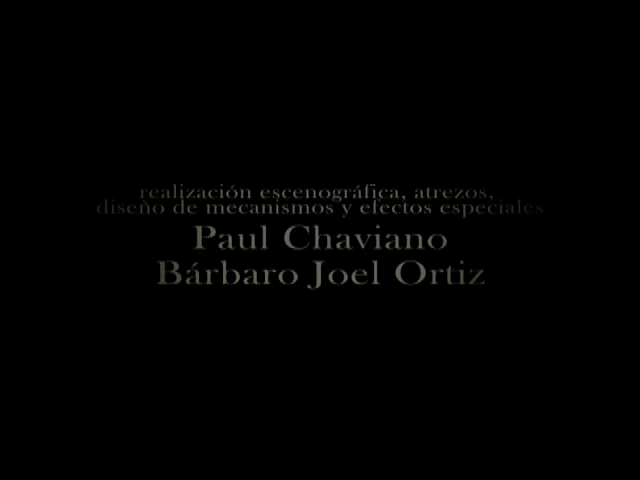 realización escenográfica, atrezos,
diseño de mecanismos y efectos especiales
Paul Chaviano
Bárbaro Joel Ortiz